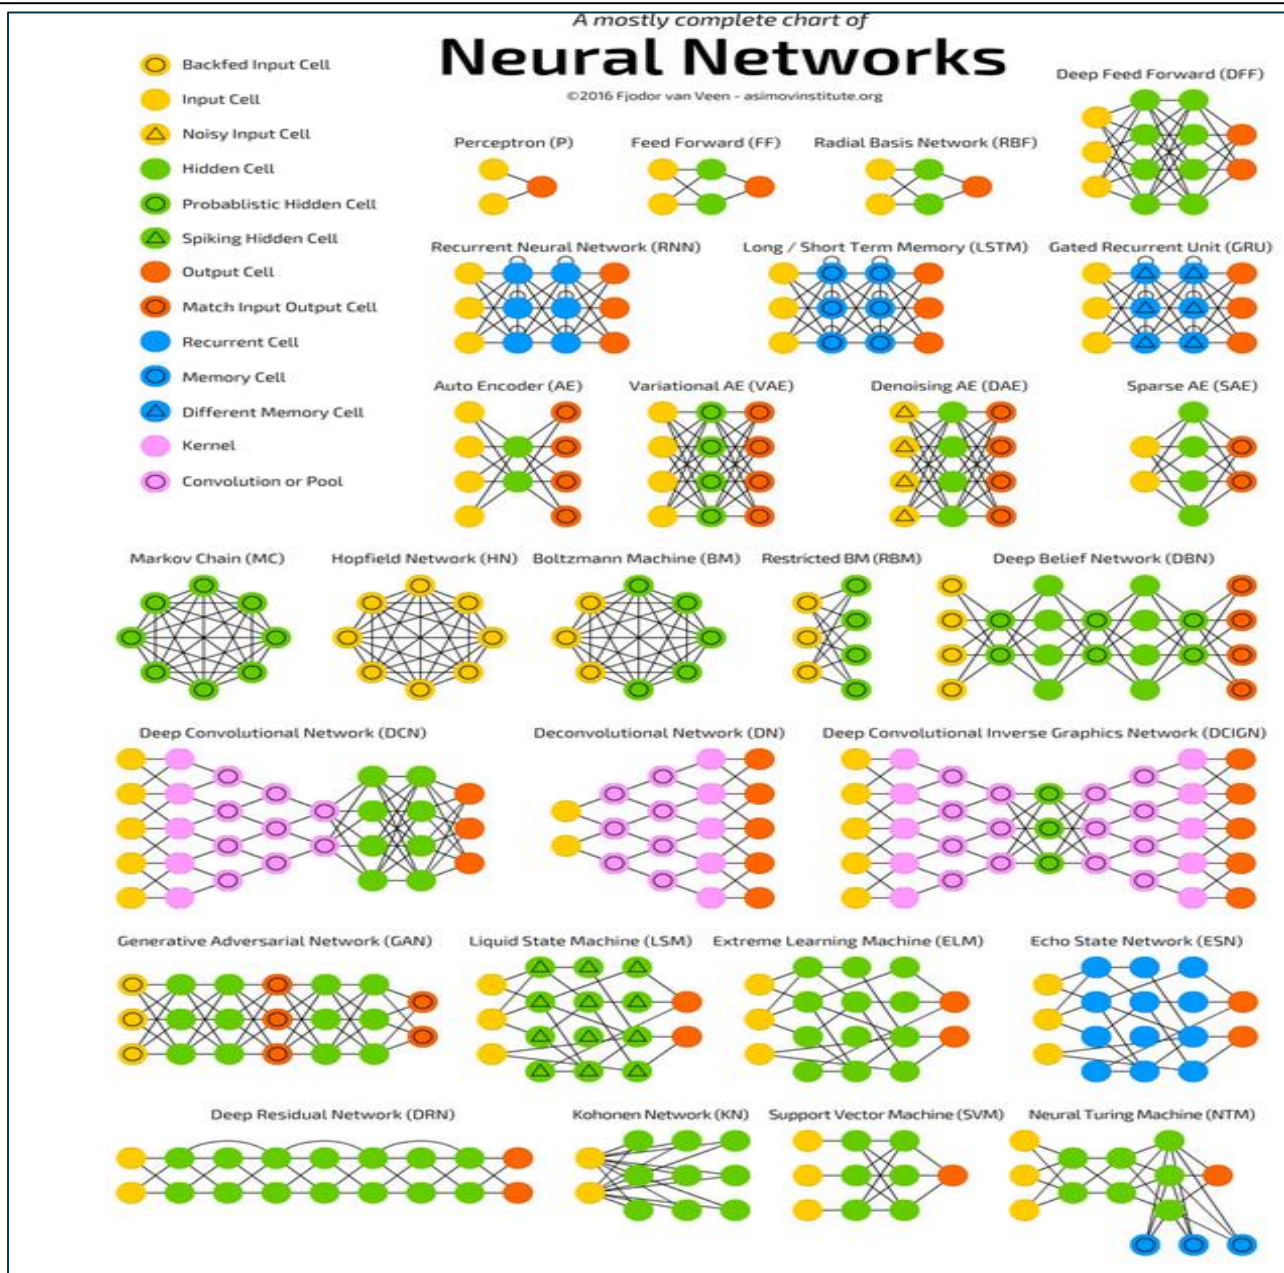 A mostly complete chart of
Neural Networks
©2016 Fjodor van Veen - asimovinstitute.org
Backfed Input Cell
Input Cell
Noisy Input Cell
Hidden Cell
Probablistic Hidden Cell
Spiking Hidden Cell
Output Cell
Match Input Output Cell
Recurrent Cell
Memory Cell
Different Memory Cell
Kernel
Convolution or Pool
Deep Feed Forward (DFF)
Perceptron (P)
Feed Forward (FF)
Radial Basis Network (RBF)
Recurrent Neural Network (RNN)
Long / Short Term Memory (LSTM)
Gated Recurrent Unit (GRU)
Auto Encoder (AE)
Variational AE (VAE)
Denoising AE (DAE)
Sparse AE (SAE)
Markov Chain (MC)
Hopfield Network (HN)
Boltzmann Machine (BM)
Restricted BM (RBM)
Deep Belief Network (DBN)
Deep Convolutional Network (DCN)
Deconvolutional Network (DN)
Deep Convolutional Inverse Graphics Network (DCIGN)
Generative Adversarial Network (GAN)
Liquid State Machine (LSM)
Extreme Learning Machine (ELM)
Echo State Network (ESN)
Deep Residual Network (DRN)
Kohonen Network (KN)
Support Vector Machine (SVM)
Neural Turing Machine (NTM)